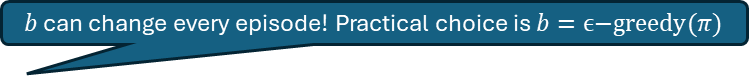 b can change every episode! Practical choice is b = ϵ−greedy(π)